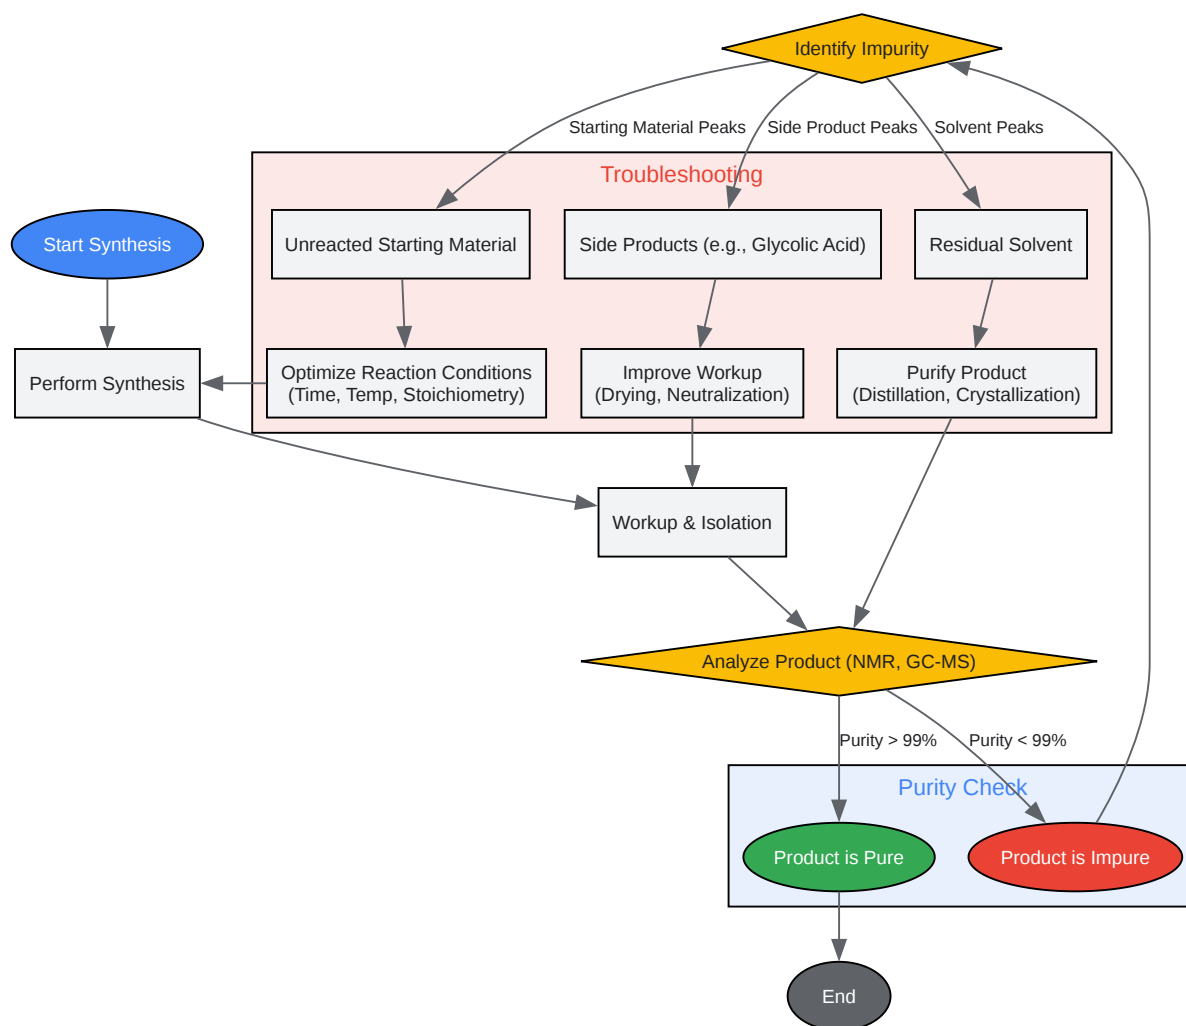 Identify Impurity
Starting Material Peaks
Side Product Peaks
Solvent Peaks
Troubleshooting
Start Synthesis
Unreacted Starting Material
Side Products (e.g., Glycolic Acid)
Residual Solvent
Perform Synthesis
Optimize Reaction Conditions
(Time, Temp, Stoichiometry)
Improve Workup
(Drying, Neutralization)
Purify Product
(Distillation, Crystallization)
Workup & Isolation
Analyze Product (NMR, GC-MS)
Purity > 99%
Purity < 99%
Purity Check
Product is Pure
Product is Impure
End